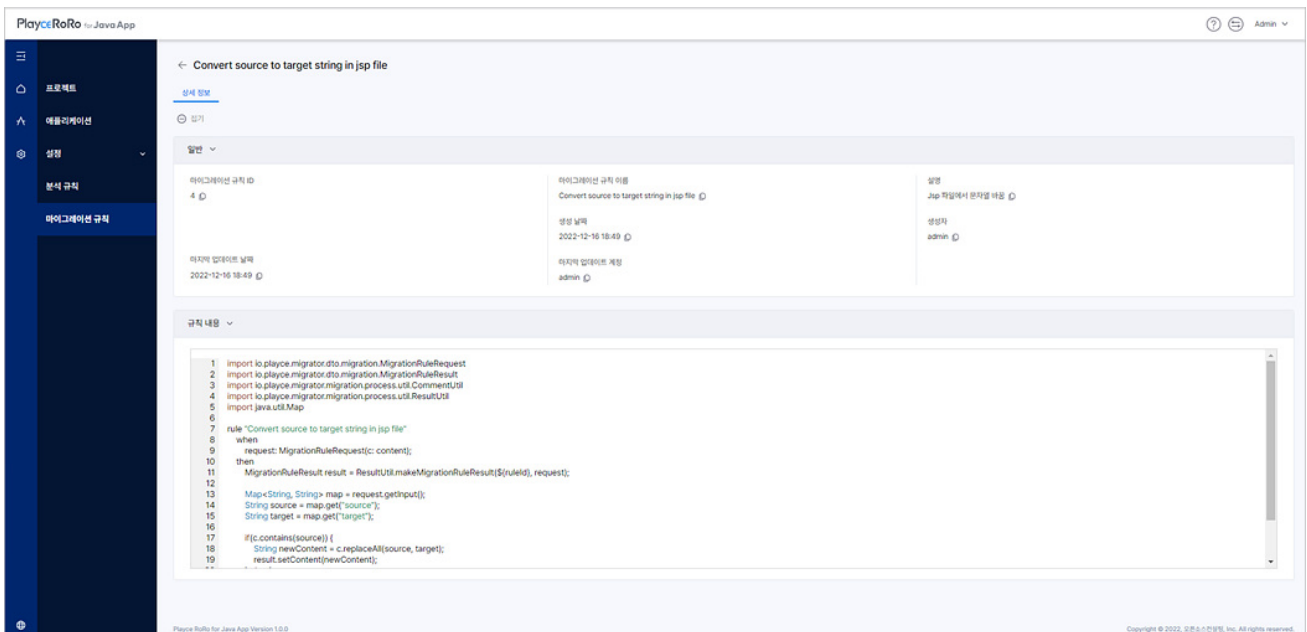 PlayceRoRo for Java App
Admin
← Convert source to target string in jsp file
프로젝트
상세 정보
애플리케이션
접기
설정
일반
분석 규칙
마이그레이션 규칙 ID
마이그레이션 규칙 이름
설명
4
Convert source to target string in jsp file
Jsp 파일에서 문자열 바꿈
마이그레이션 규칙
생성 날짜
생성자
2022-12-16 18:49
admin
마지막 업데이트 날짜
마지막 업데이트 계정
2022-12-16 18:49
admin
규칙 내용
1 import io.playce.migrator.dto.migration.MigrationRuleRequest
2 import io.playce.migrator.dto.migration.MigrationRuleResult
3 import io.playce.migrator.migration.process.util.CommentUtil
4 import io.playce.migrator.migration.process.util.ResultUtil
5 import java.util.Map
6
7 rule "Convert source to target string in jsp file"
8 when
9 request: MigrationRuleRequest(c: content);
10 then
11 MigrationRuleResult result = ResultUtil.makeMigrationRuleResult(${ruleId}, request);
12
13 Map<String, String> map = request.getInput();
14 String source = map.get("source");
15 String target = map.get("target");
16
17 if(c.contains(source)) {
18 String newContent = c.replaceAll(source, target);
19 result.setContent(newContent);
Playce RoRo for Java App Version 1.0.0
Copyright © 2022, 오픈소스컨설팅, Inc. All rights reserved.